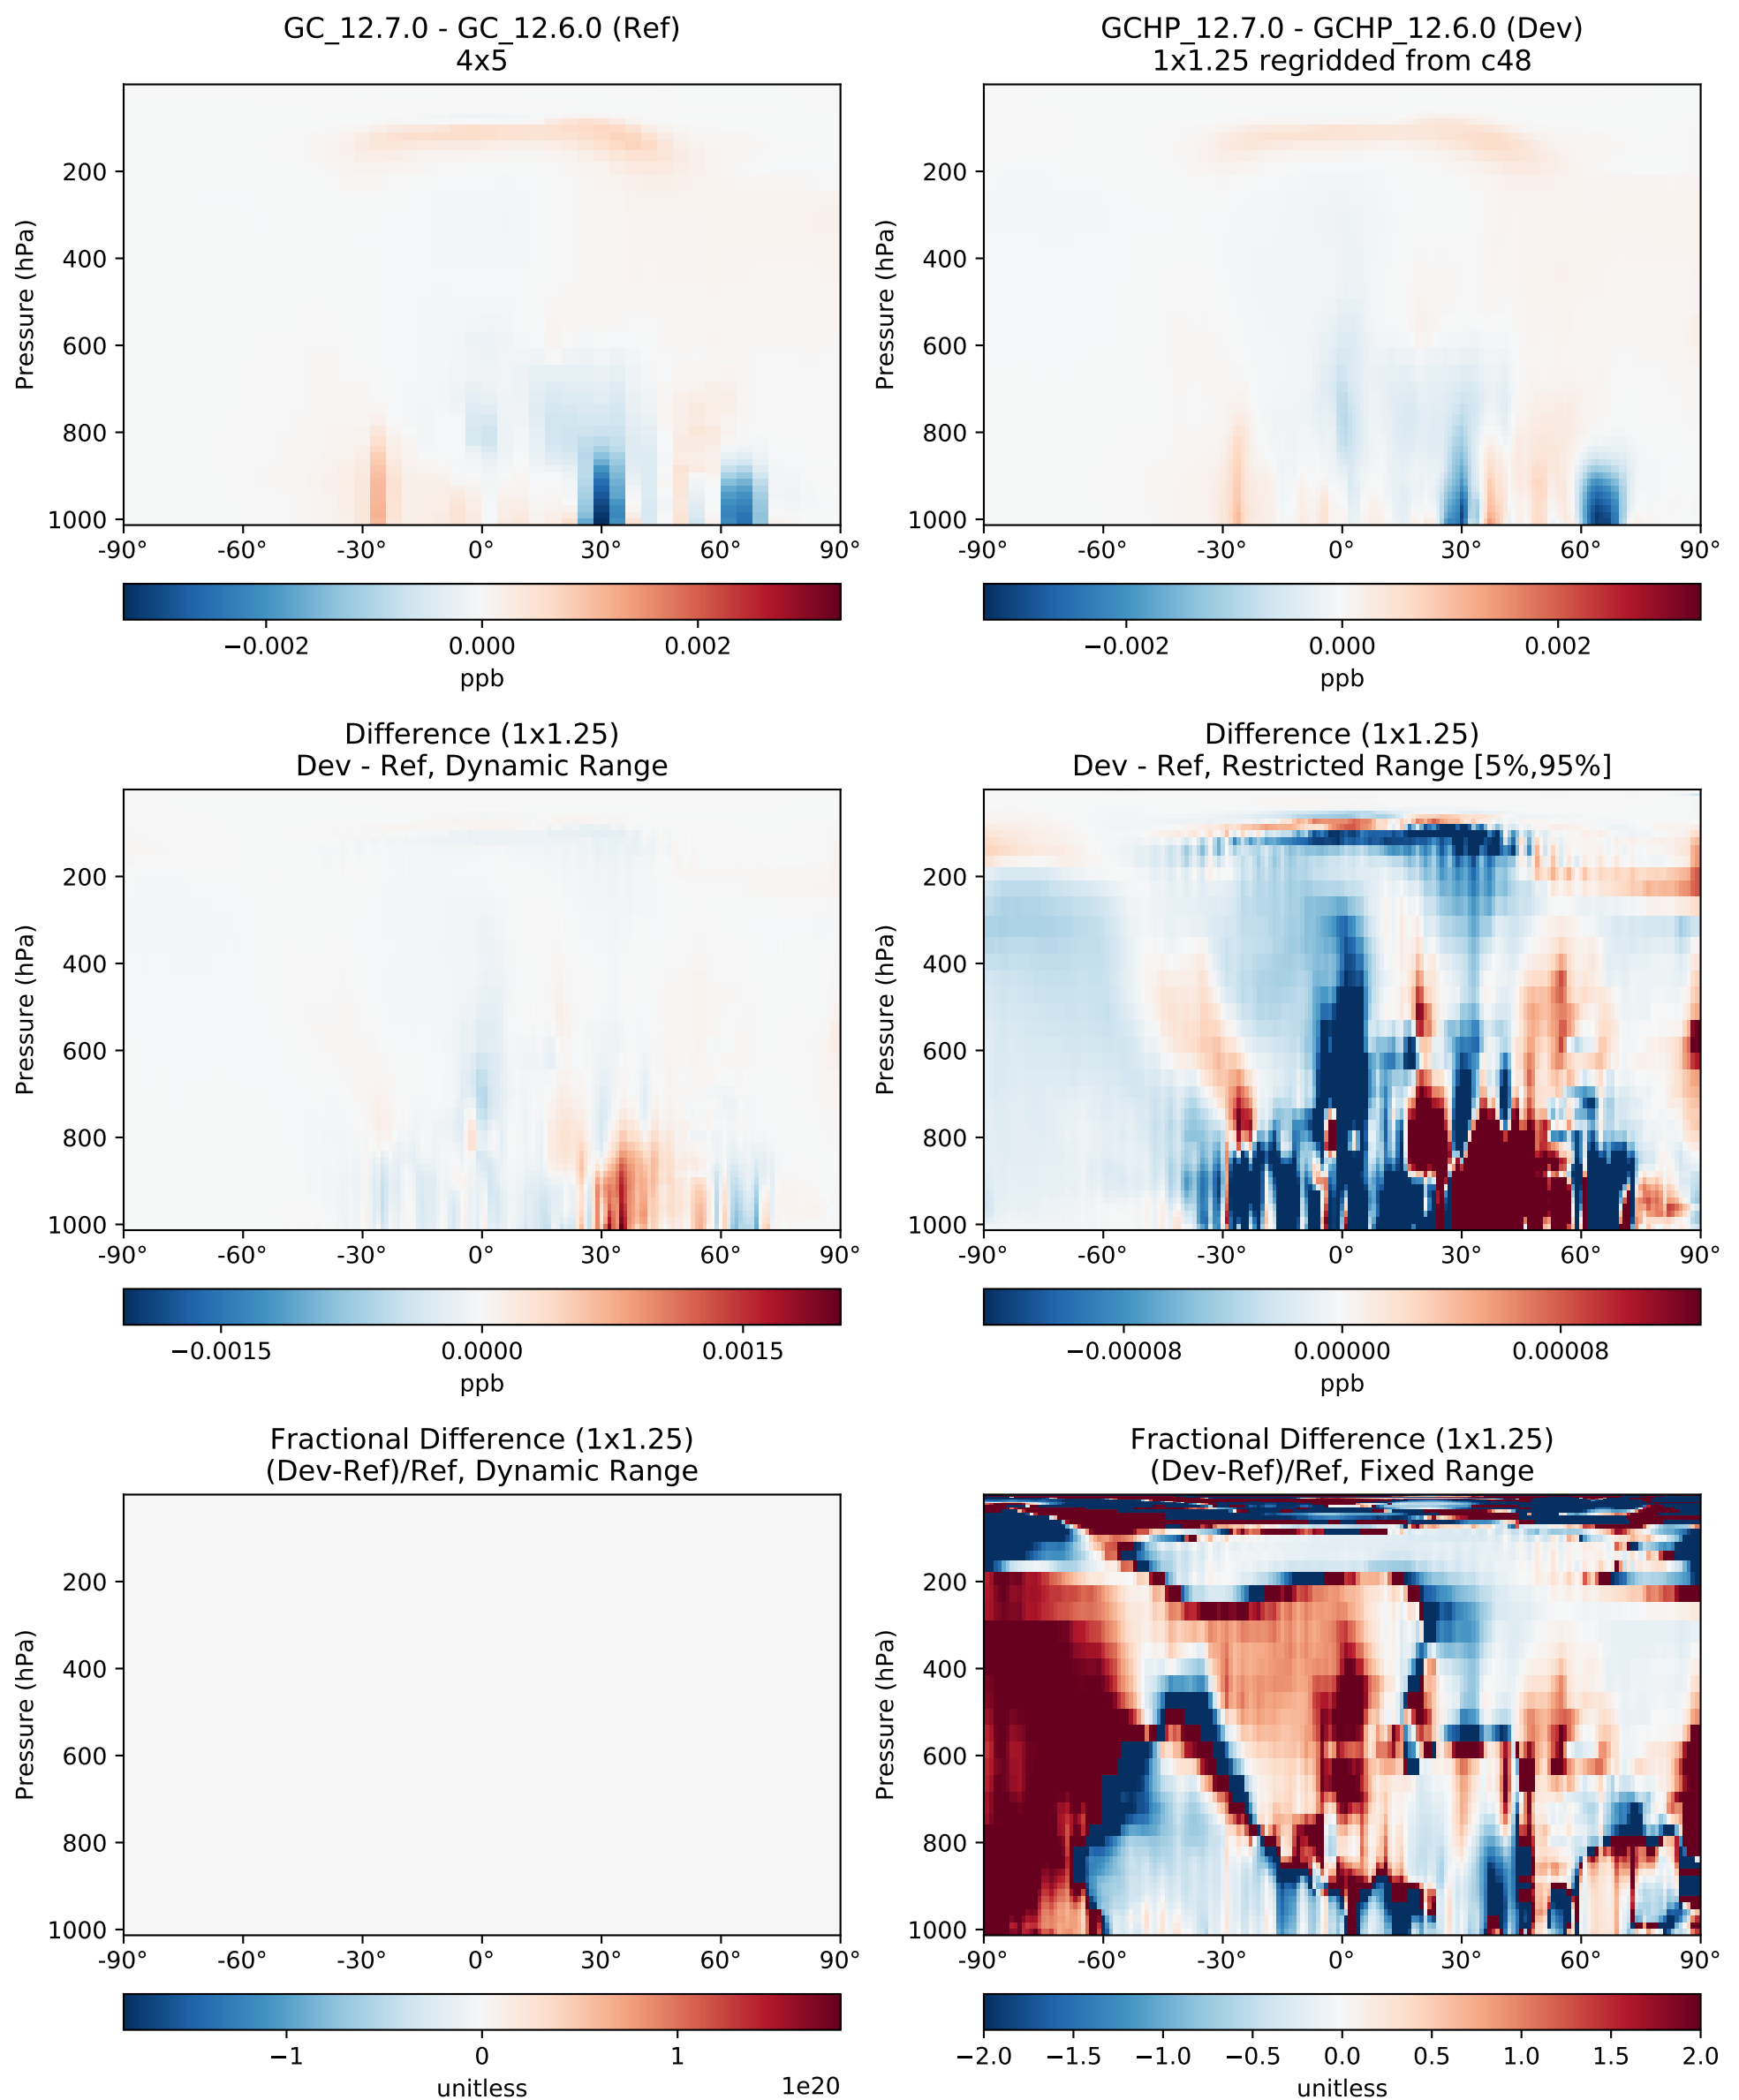 GC_12.7.0 - GC_12.6.0 (Ref)
4x5
Pressure (hPa)
200
400
600
800
1000
-90° -60° -30° 0° 30° 60° 90°
−0.002 0.000 0.002
ppb
GCHP_12.7.0 - GCHP_12.6.0 (Dev)
1x1.25 regridded from c48
Pressure (hPa)
200
400
600
800
1000
-90° -60° -30° 0° 30° 60° 90°
−0.002 0.000 0.002
ppb
Difference (1x1.25)
Dev - Ref, Dynamic Range
Pressure (hPa)
200
400
600
800
1000
-90° -60° -30° 0° 30° 60° 90°
−0.0015 0.0000 0.0015
ppb
Difference (1x1.25)
Dev - Ref, Restricted Range [5%,95%]
Pressure (hPa)
200
400
600
800
1000
-90° -60° -30° 0° 30° 60° 90°
−0.00008 0.00000 0.00008
ppb
Fractional Difference (1x1.25)
(Dev-Ref)/Ref, Dynamic Range
Pressure (hPa)
200
400
600
800
1000
-90° -60° -30° 0° 30° 60° 90°
−1 0 1
unitless 1e20
Fractional Difference (1x1.25)
(Dev-Ref)/Ref, Fixed Range
Pressure (hPa)
200
400
600
800
1000
-90° -60° -30° 0° 30° 60° 90°
−2.0 −1.5 −1.0 −0.5 0.0 0.5 1.0 1.5 2.0
unitless